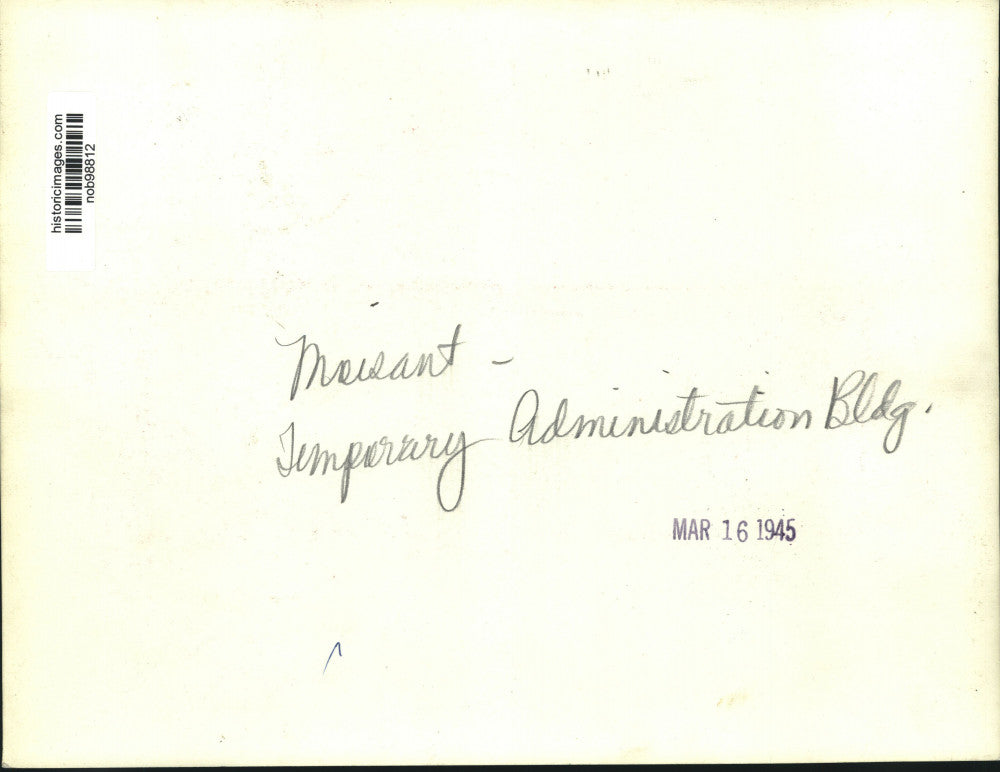 historicimages.com
nob98812
Moisant -
Temporary Administration Bldg.
MAR 16 1945